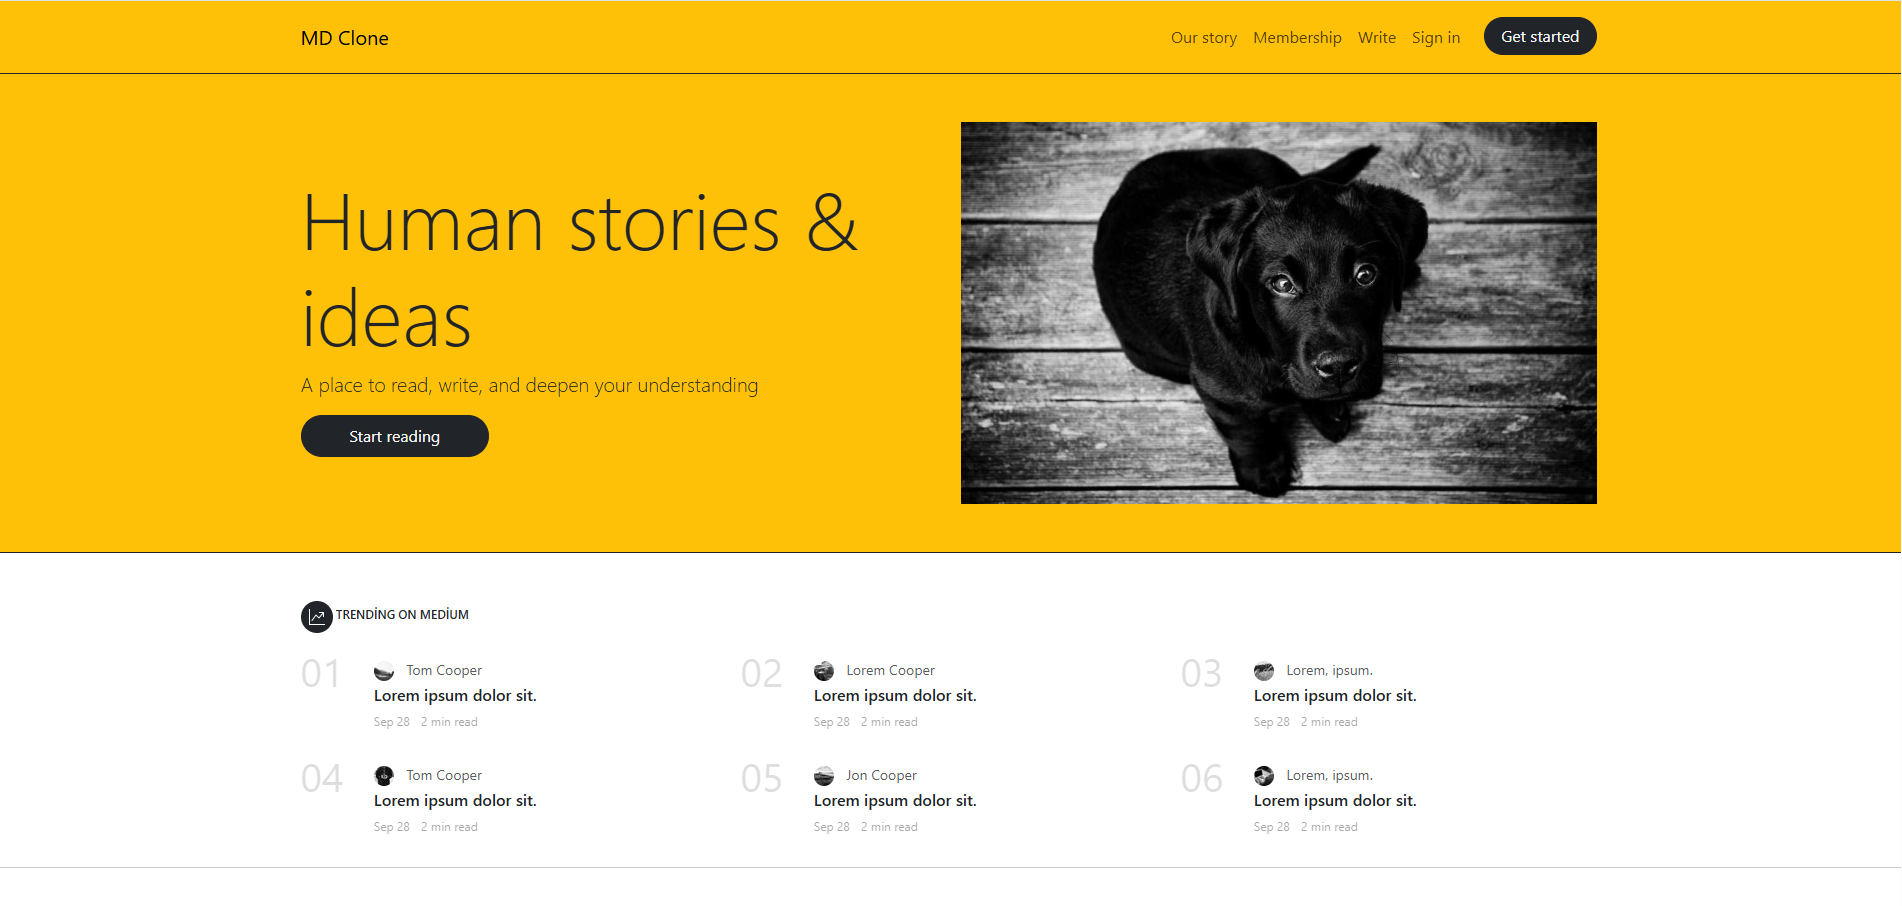 MD Clone
Our story
Membership
Write
Sign in
Get started
Human stories &
ideas
A place to read, write, and deepen your understanding
Start reading
TRENDİNG ON MEDİUM
01
Tom Cooper
Lorem ipsum dolor sit.
Sep 28 2 min read
02
Lorem Cooper
Lorem ipsum dolor sit.
Sep 28 2 min read
03
Lorem, ipsum.
Lorem ipsum dolor sit.
Sep 28 2 min read
04
Tom Cooper
Lorem ipsum dolor sit.
Sep 28 2 min read
05
Jon Cooper
Lorem ipsum dolor sit.
Sep 28 2 min read
06
Lorem, ipsum.
Lorem ipsum dolor sit.
Sep 28 2 min read